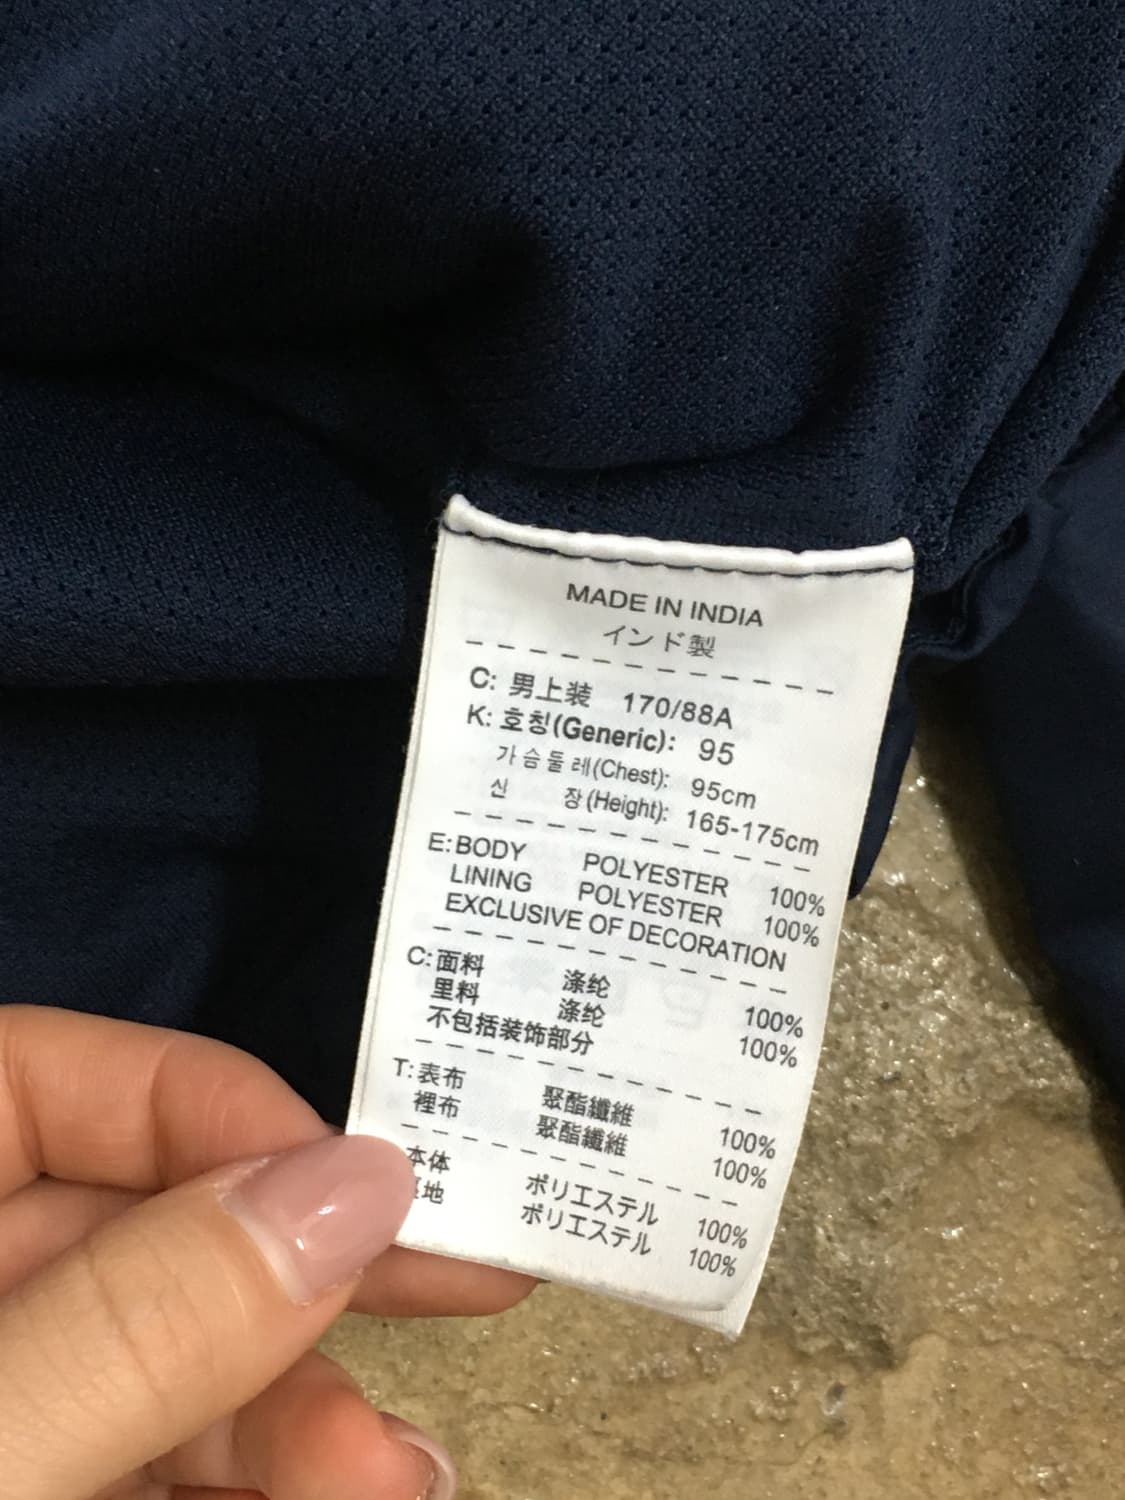 MADE IN INDIA
インド製
C: 男上装 170/88A
K: 호칭(Generic): 95
가슴둘레(Chest): 95cm
신 장(Height): 165-175cm
E: BODY POLYESTER 100%
LINING POLYESTER 100%
EXCLUSIVE OF DECORATION
C: 面料 涤纶 100%
里料 涤纶 100%
不包括装饰部分
T: 表布 聚酯纖維 100%
裡布 聚酯纖維 100%
本体 ポリエステル 100%
地 ポリエステル 100%